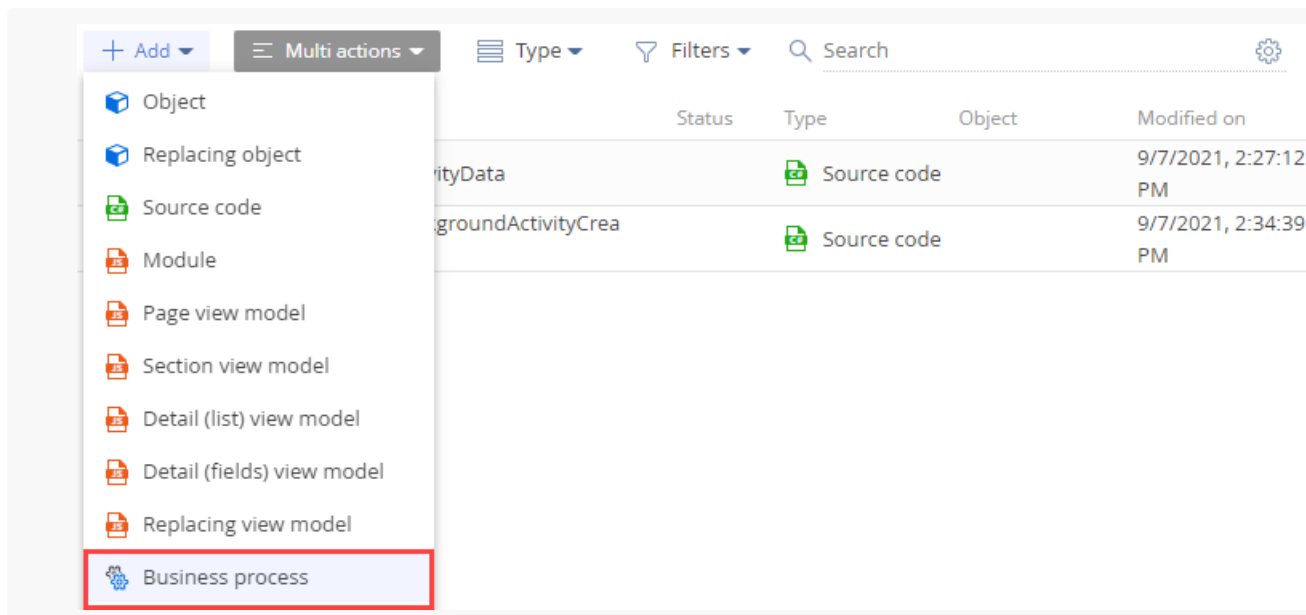 Add
Multi actions
Type
Filters
Search
Object
Replacing object
Source code
Module
Page view model
Section view model
Detail (list) view model
Detail (fields) view model
Replacing view model
Business process
Status Type Object Modified on
ityData Source code 9/7/2021, 2:27:12
PM
groundActivityCrea Source code 9/7/2021, 2:34:39
PM